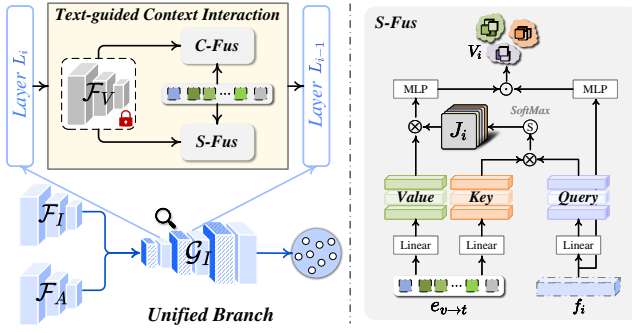 Text-guided Context Interaction
Layer L_i
C-Fus
F_V
S-Fus
Layer L_{i-1}
F_I
F_A
G_I
Unified Branch
S-Fus
V_i
MLP
MLP
SoftMax
J_i
S
Value
Key
Query
Linear
Linear
Linear
e_{v→t}
f_i